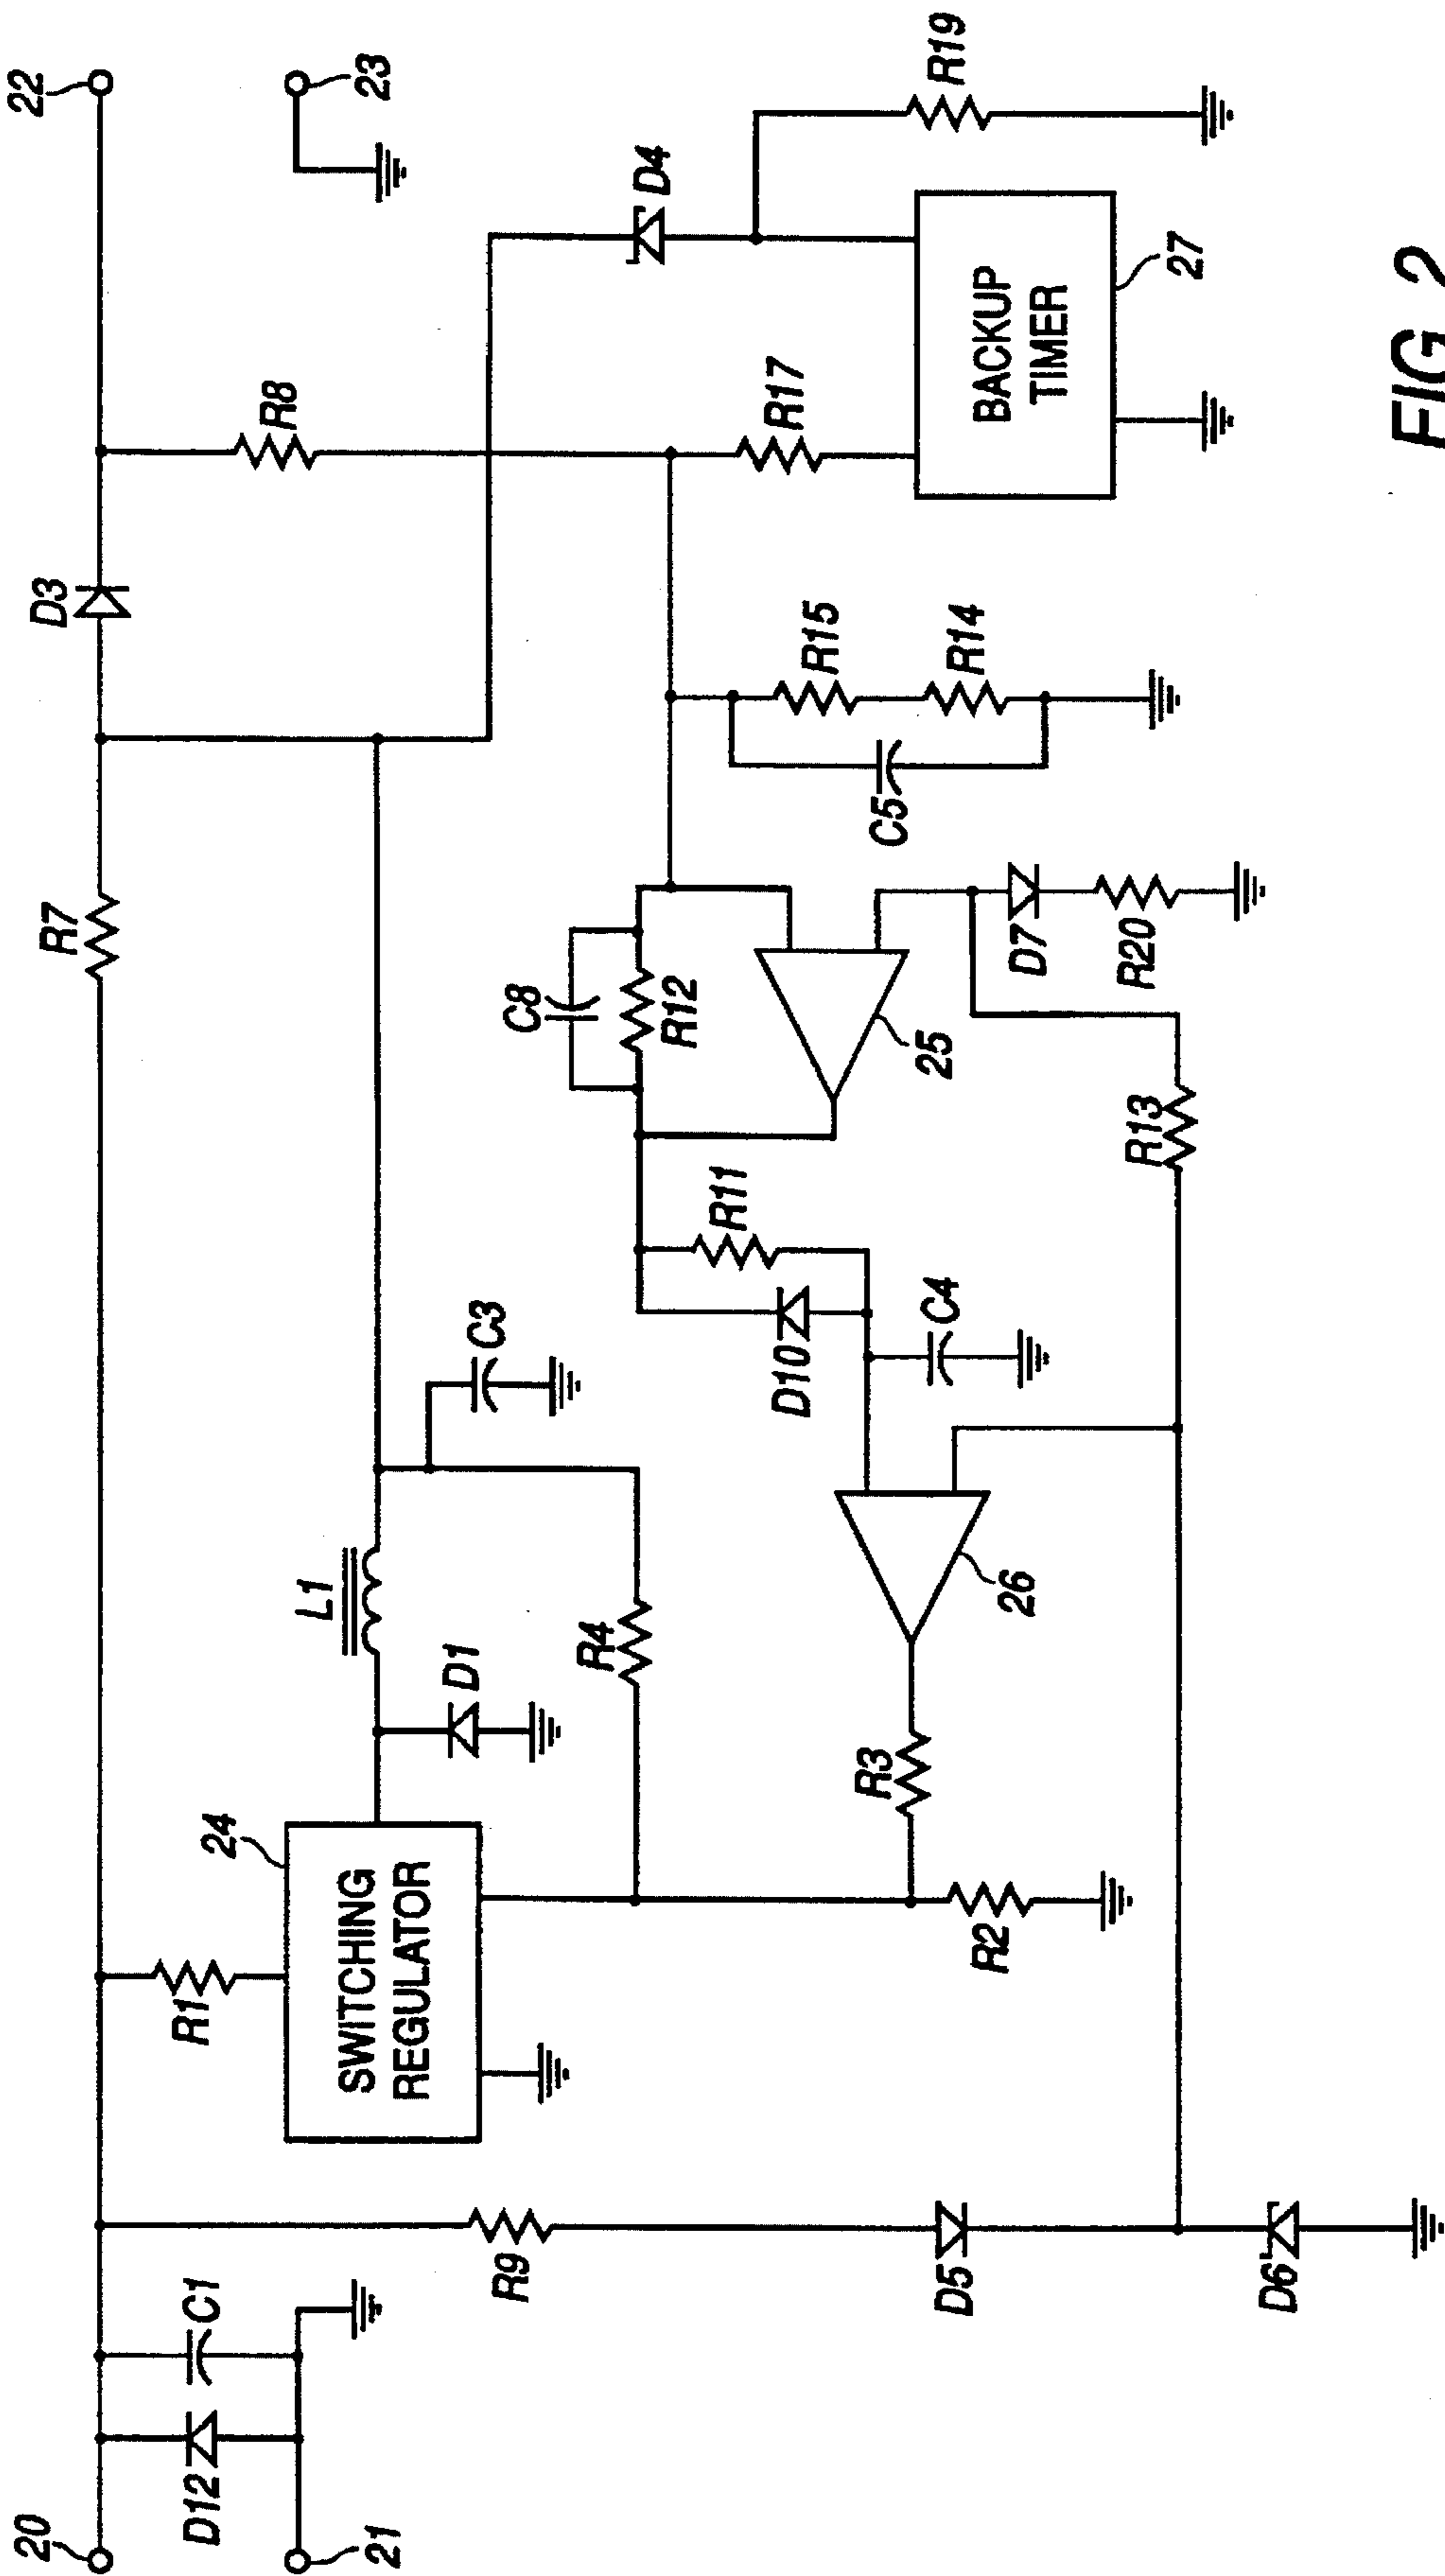 20
21
D12
C1
R9
D5
D6
R1
24
SWITCHING
REGULATOR
D1
L1
R4
R3
R2
C3
26
D10
R11
C4
R13
C8
R12
25
D7
R20
R7
C5
R15
R14
D3
R8
R17
D4
BACKUP
TIMER
27
R19
22
23
FIG. 2